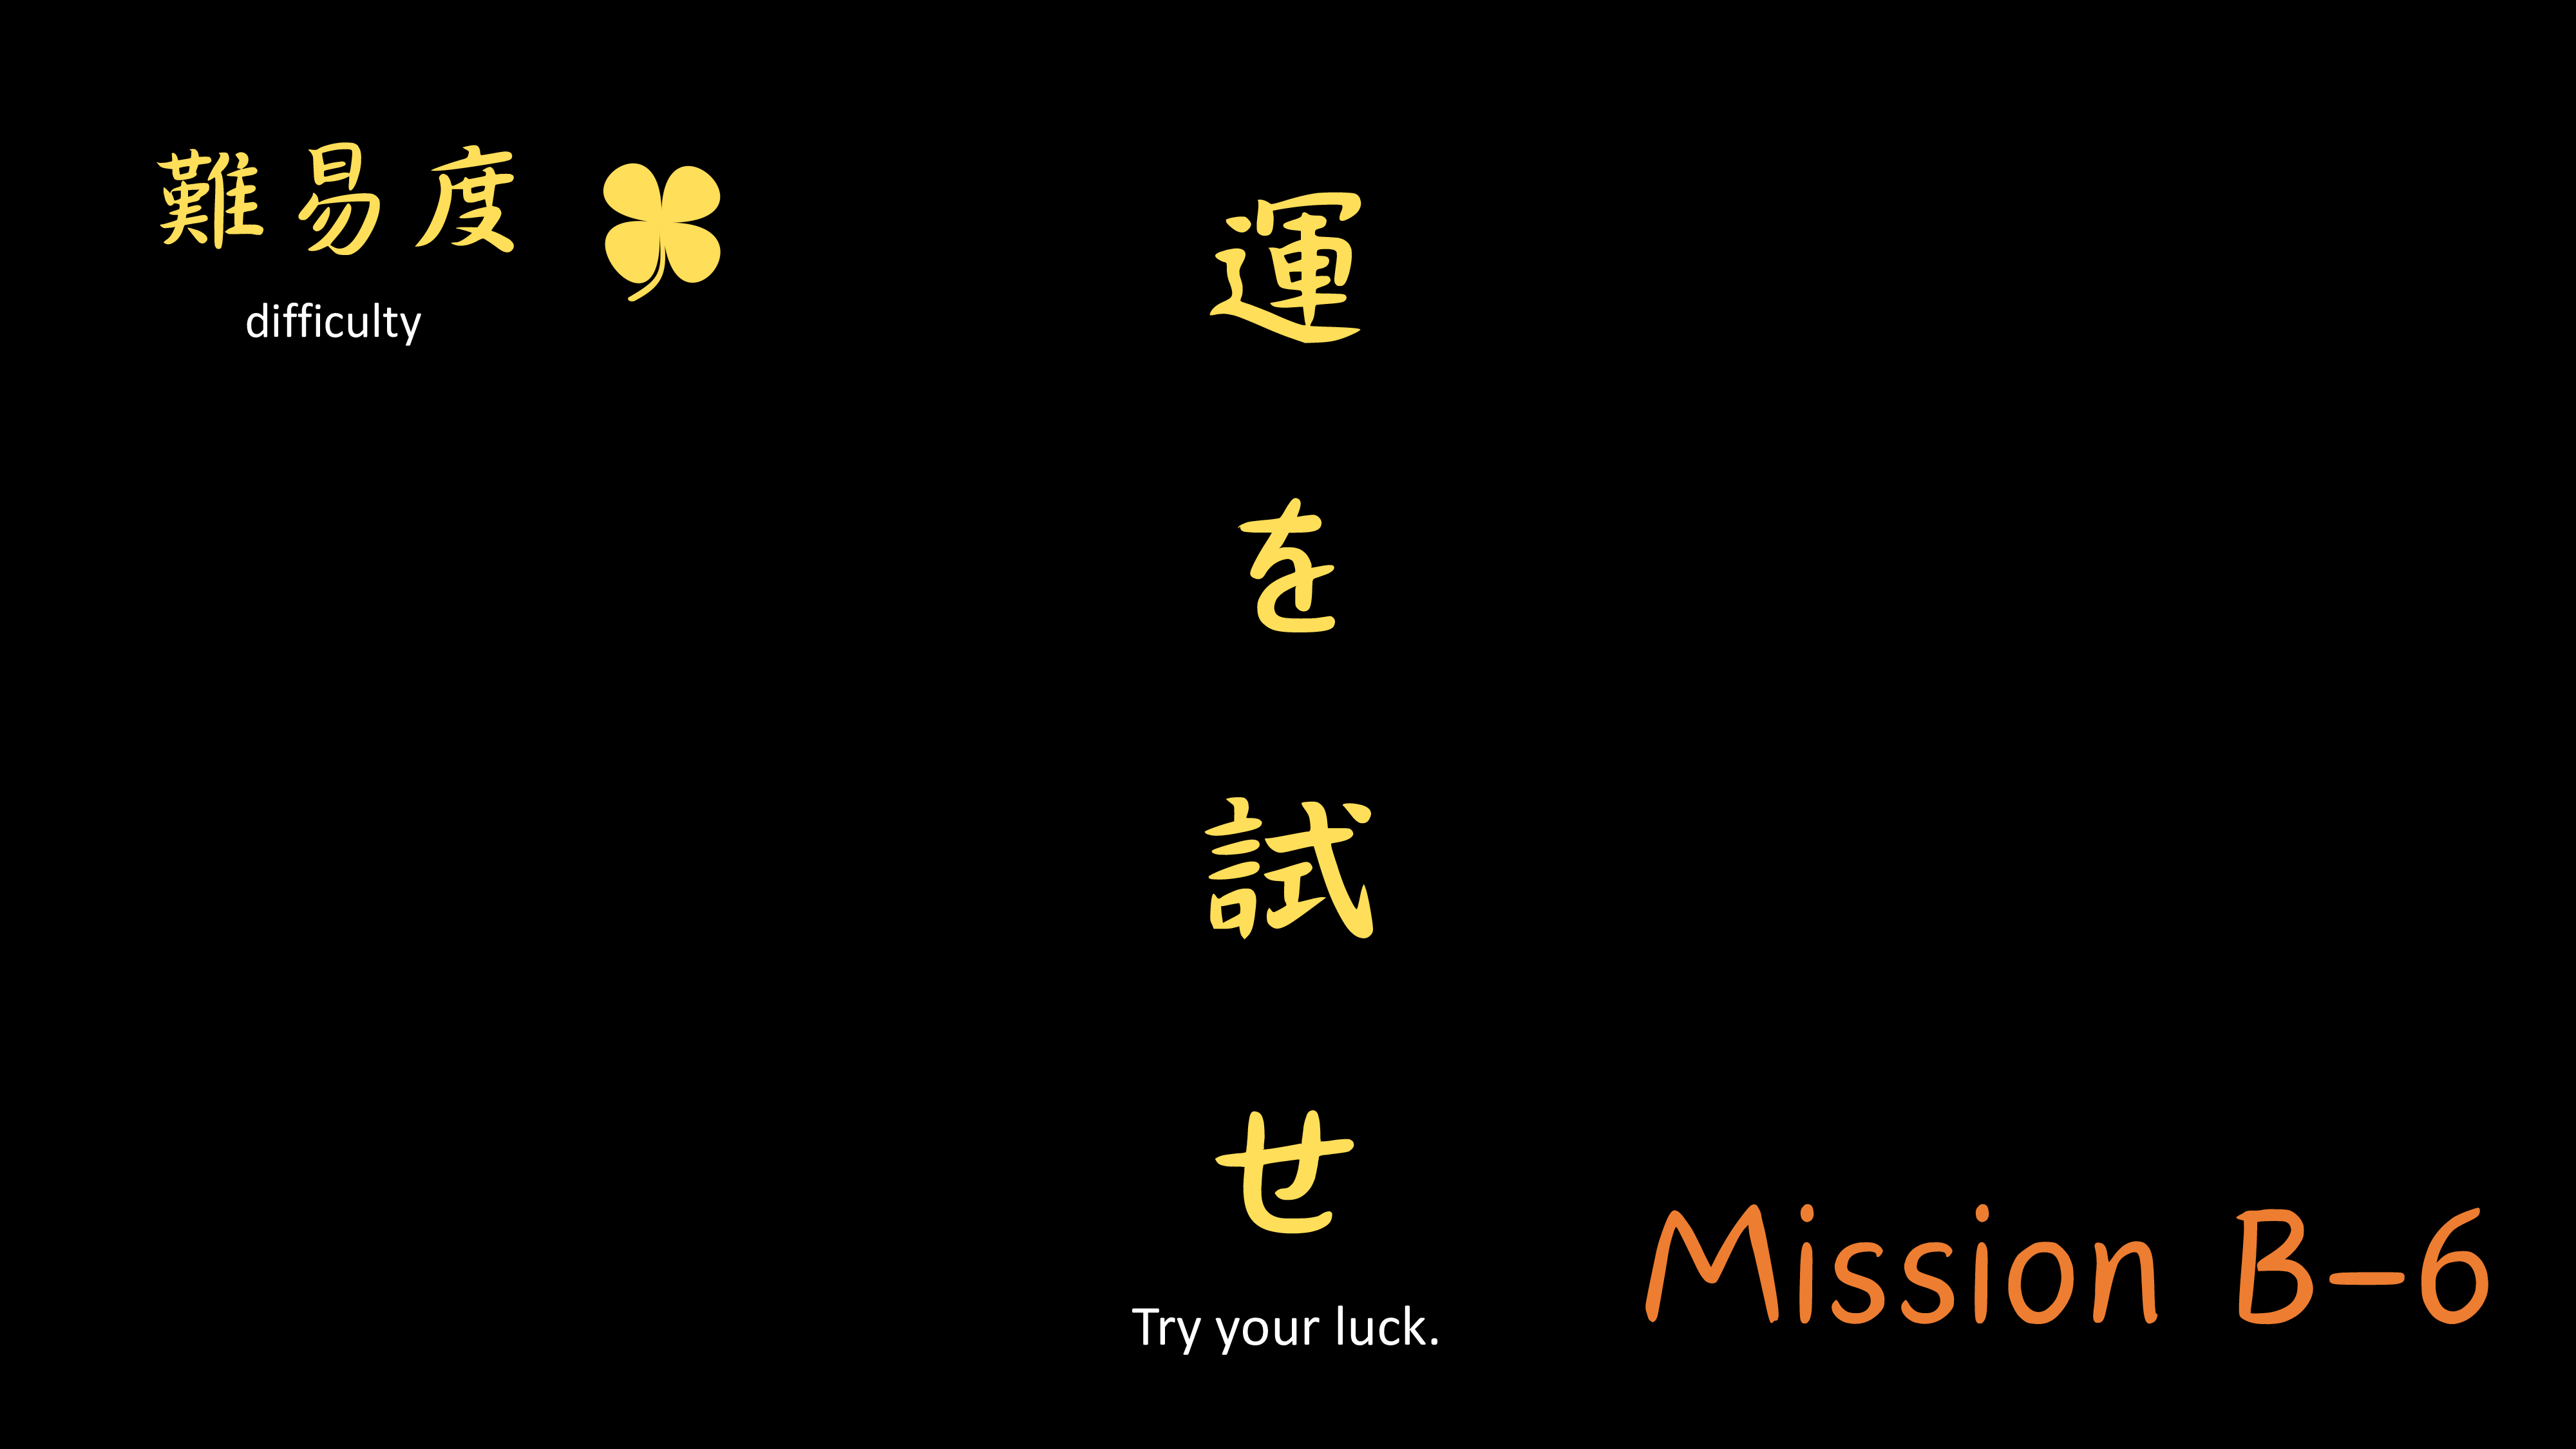 難易度
difficulty
運を試せ
Try your luck.
Mission B-6